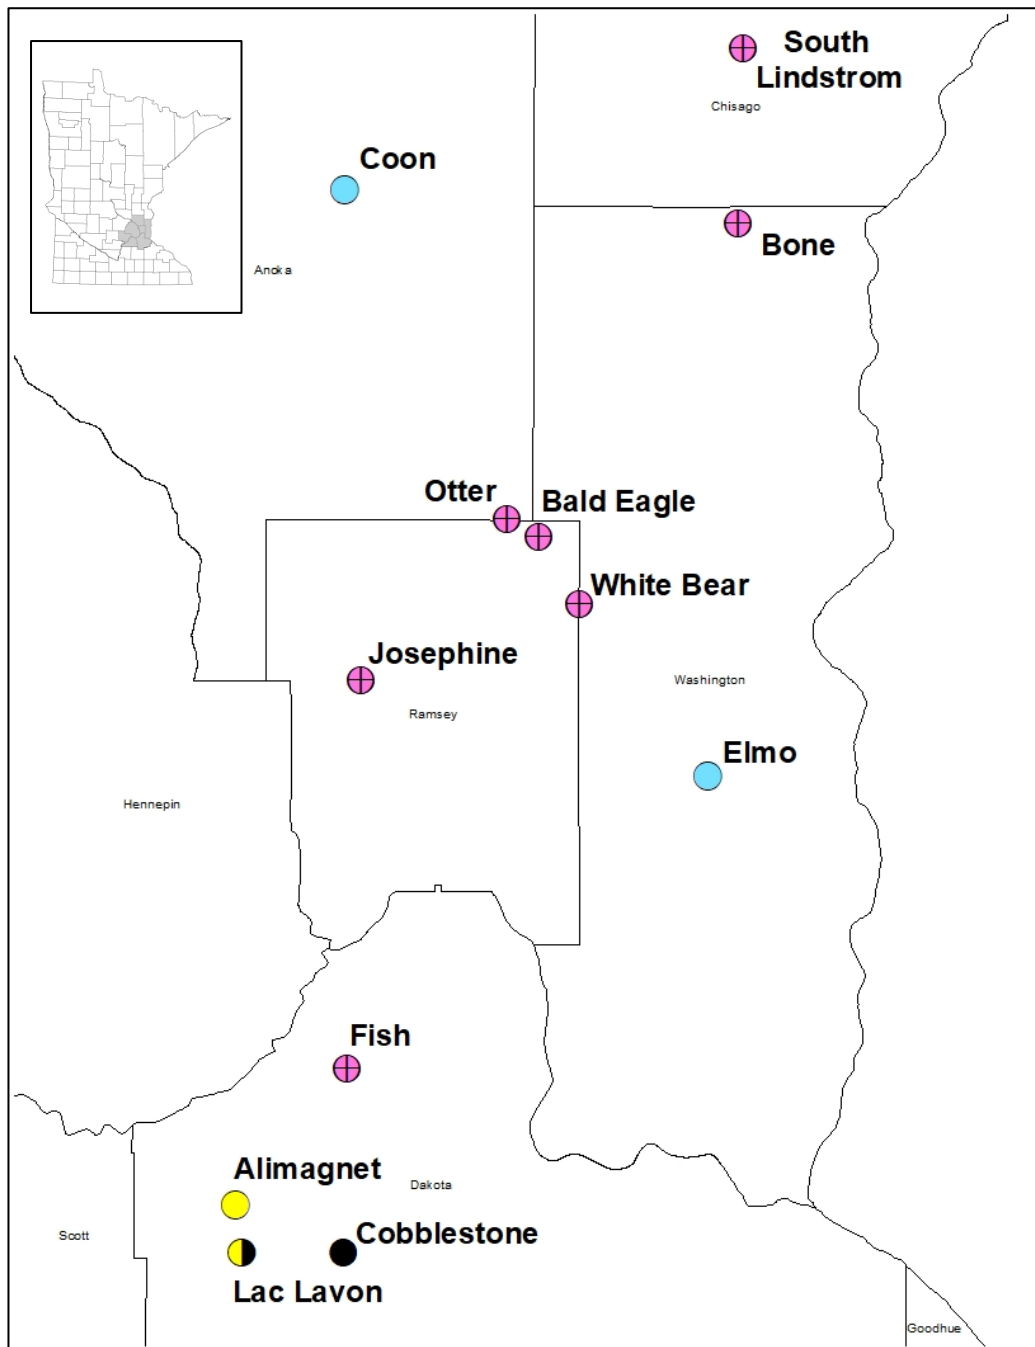 South
Lindstrom
Chisago
Coon
Bone
Anoka
Otter
Bald Eagle
White Bear
Josephine
Washington
Ramsey
Elmo
Hennepin
Fish
Alimagnet
Dakota
Scott
Cobblestone
Lac Lavon
Goodhue